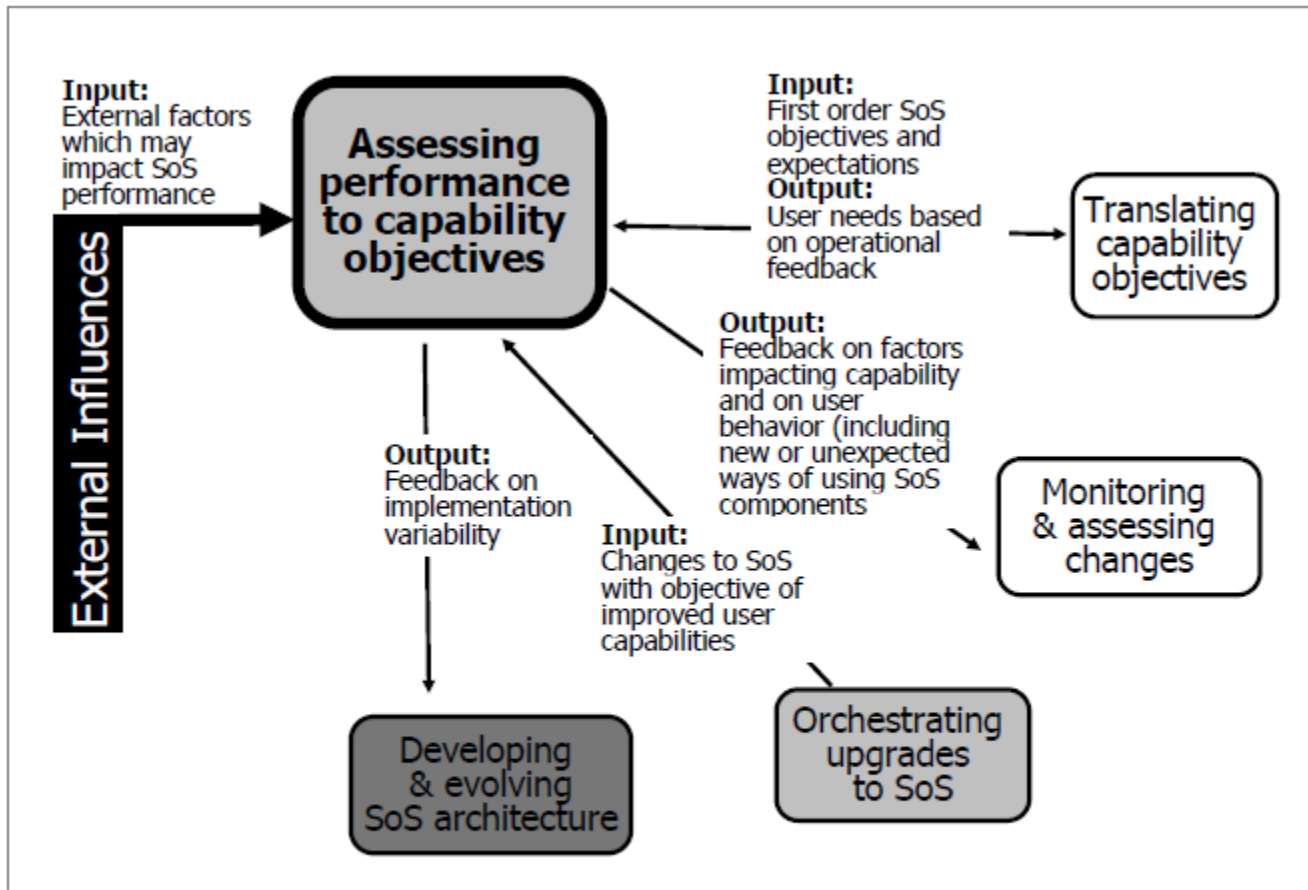 Input:
External factors
which may
impact SoS
performance
External Influences
Assessing
performance
to capability
objectives
Input:
First order SoS
objectives and
expectations
Output:
User needs based
on operational
feedback
Translating
capability
objectives
Output:
Feedback on factors
impacting capability
and on user
behavior (including
new or unexpected
ways of using SoS
components
Monitoring
& assessing
changes
Output:
Feedback on
implementation
variability
Input:
Changes to SoS
with objective of
improved user
capabilities
Developing
& evolving
SoS architecture
Orchestrating
upgrades
to SoS